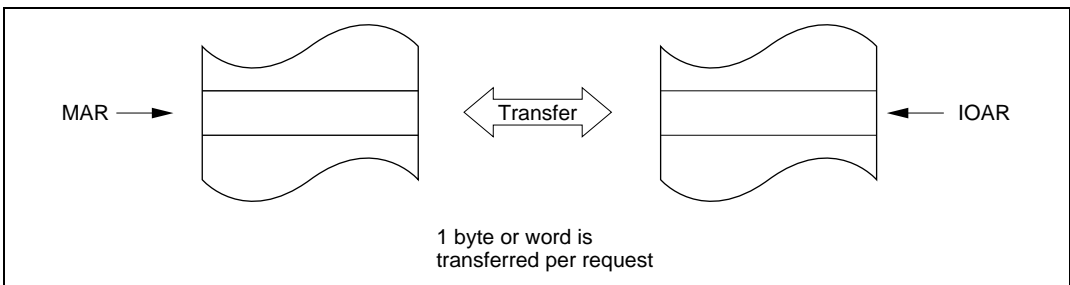 MAR
Transfer
IOAR
1 byte or word is
transferred per request